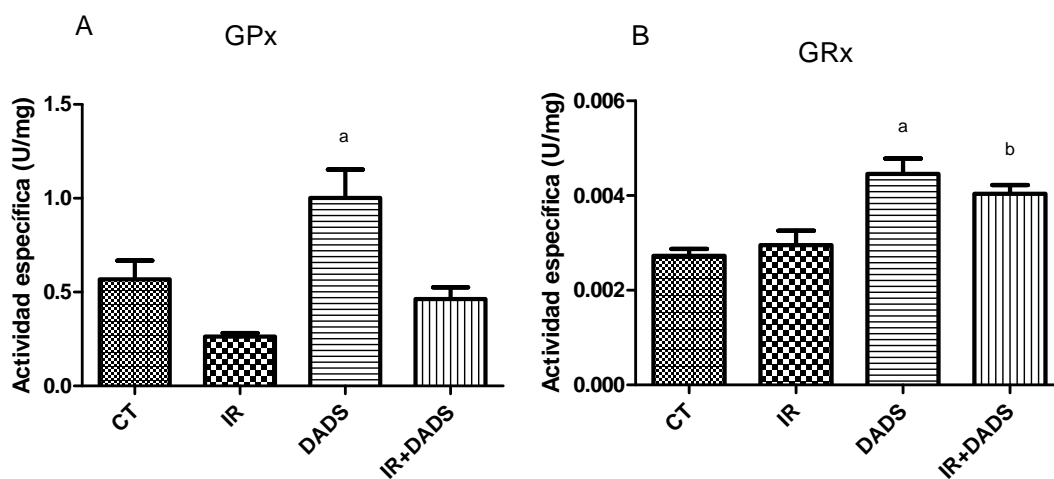 A
GPx
Actividad específica (U/mg)
1.5
1.0
0.5
0.0
a
CT
IR
DADS
IR+DADS
B
GRx
Actividad específica (U/mg)
0.006
0.004
0.002
0.000
a
b
CT
IR
DADS
IR+DADS